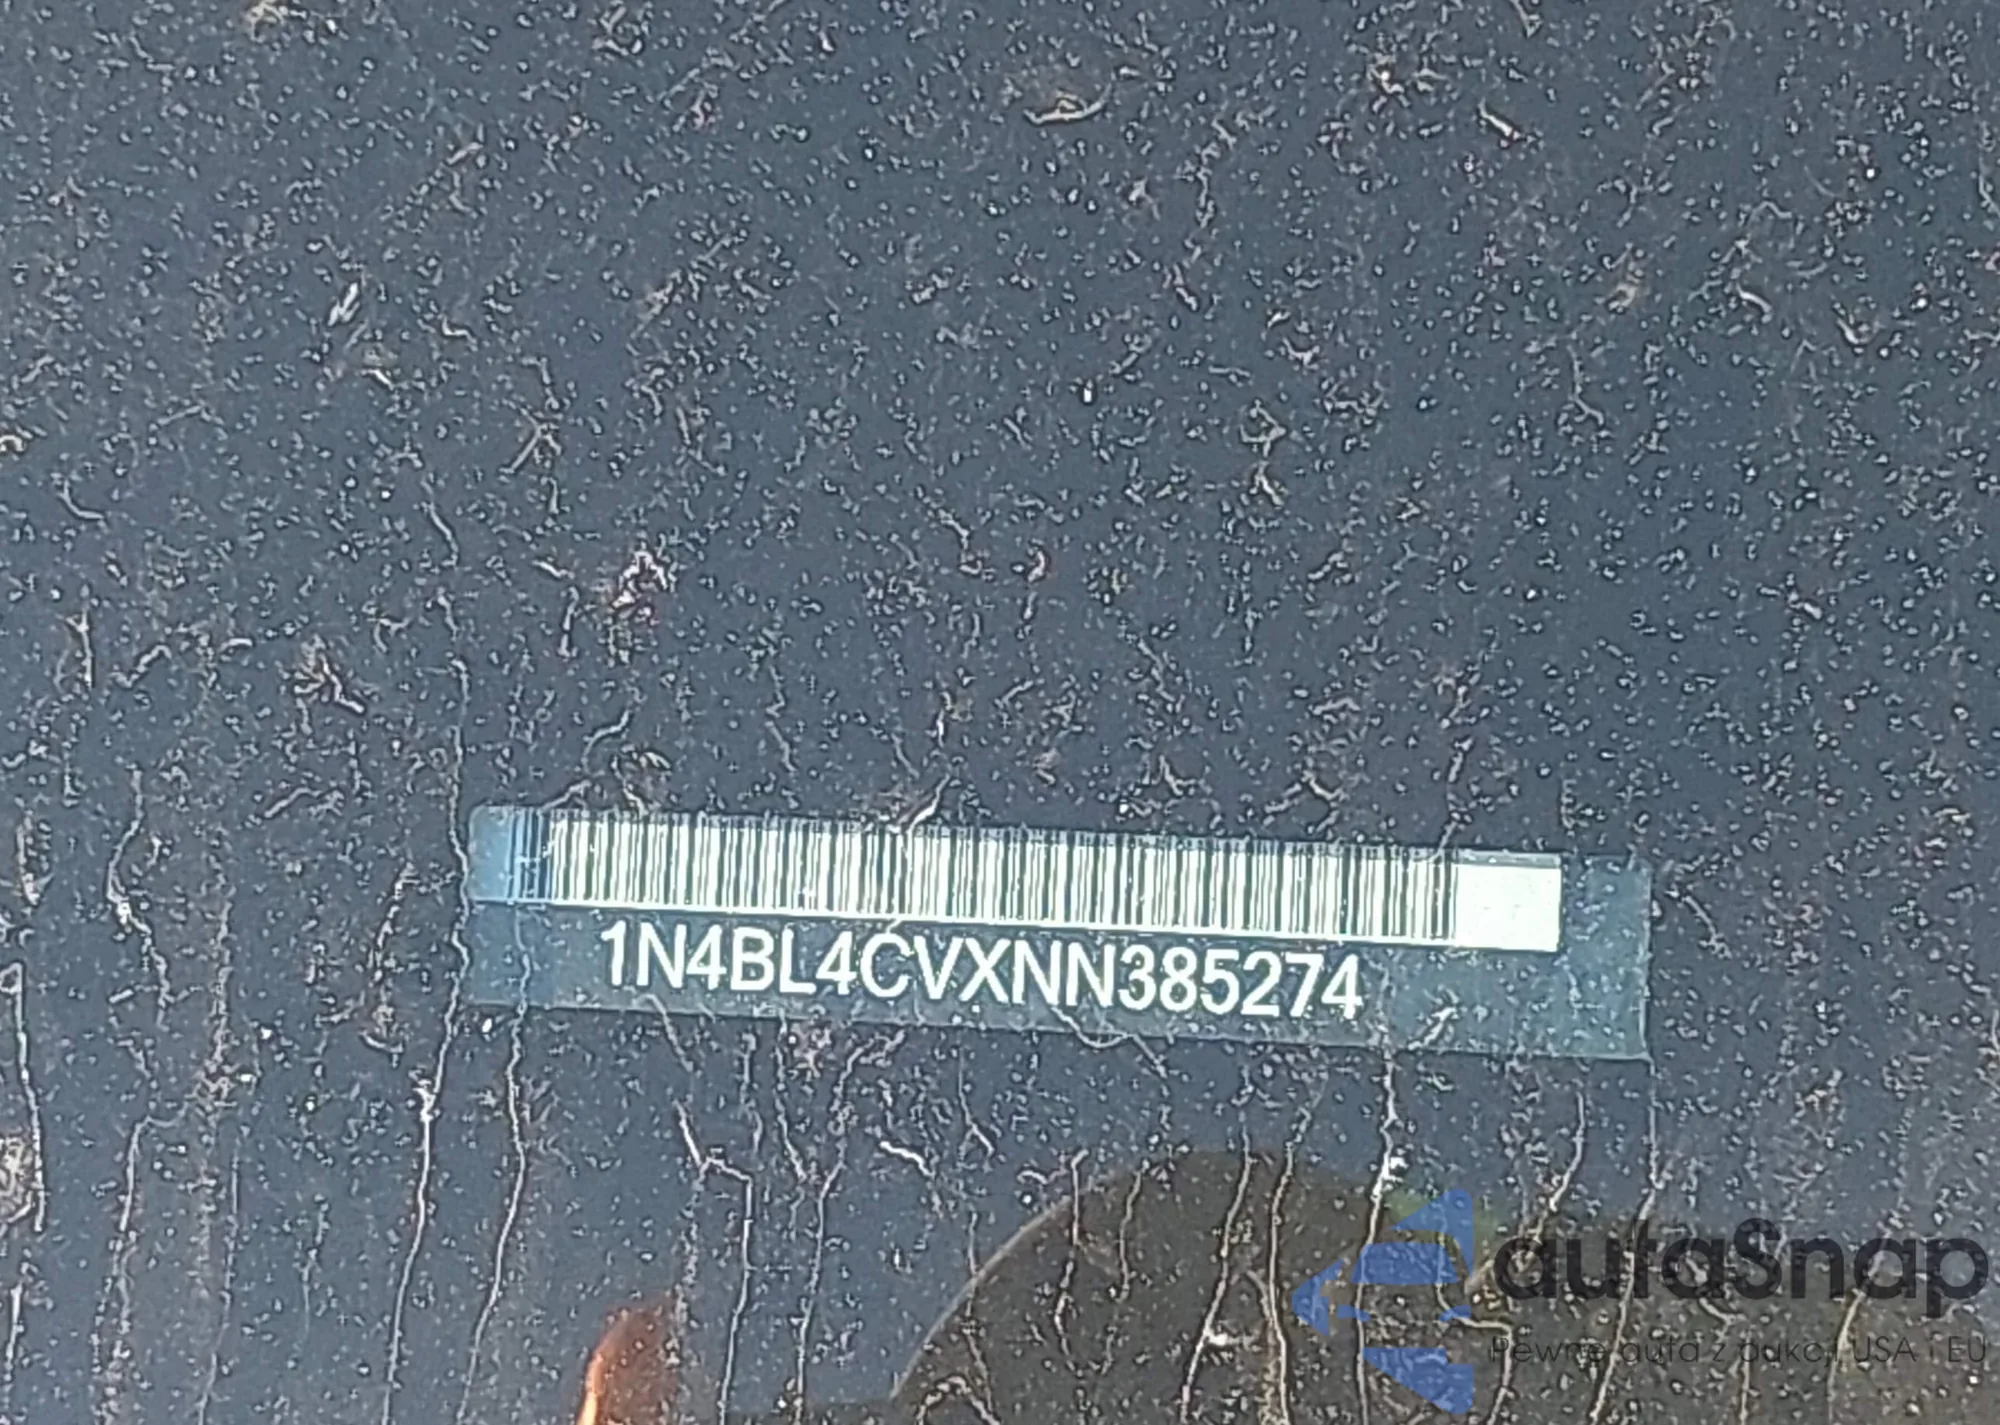 1N4BL4CVXNN385274
autaSnap
Pewne auta z aukcji USA i EU